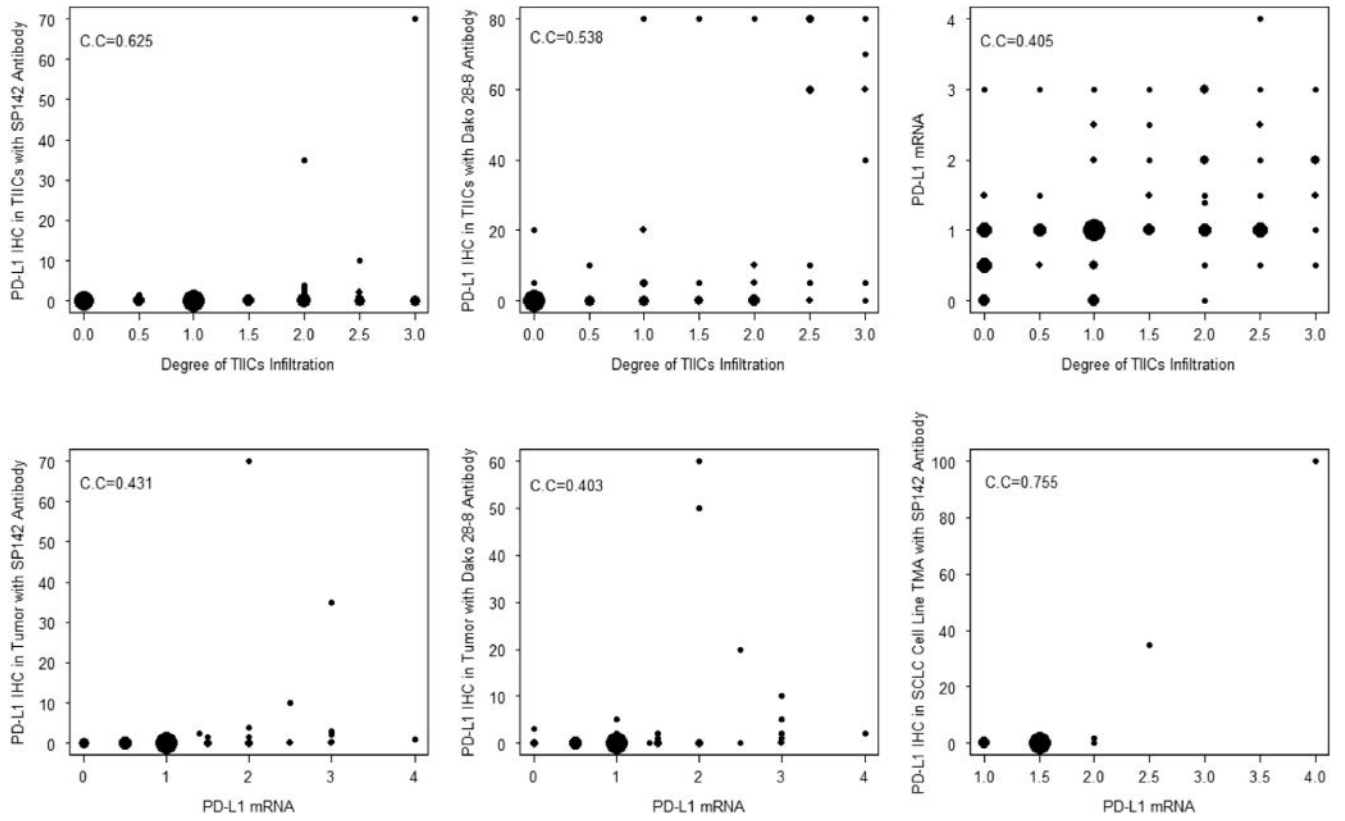 PD-L1 IHC in TIICs with SP142 Antibody
C.C=0.625
70
60
50
40
30
20
10
0
0.0 0.5 1.0 1.5 2.0 2.5 3.0
Degree of TIICs Infiltration
PD-L1 IHC in TIICs with Dako 28-8 Antibody
C.C=0.538
80
60
40
20
0
0.0 0.5 1.0 1.5 2.0 2.5 3.0
Degree of TIICs Infiltration
PD-L1 mRNA
C.C=0.405
4
3
2
1
0
0.0 0.5 1.0 1.5 2.0 2.5 3.0
Degree of TIICs Infiltration
PD-L1 IHC in Tumor with SP142 Antibody
C.C=0.431
70
60
50
40
30
20
10
0
0 1 2 3 4
PD-L1 mRNA
PD-L1 IHC in Tumor with Dako 28-8 Antibody
C.C=0.403
60
50
40
30
20
10
0
0 1 2 3 4
PD-L1 mRNA
PD-L1 IHC in SCLC Cell Line TMA with SP142 Antibody
C.C=0.755
100
80
60
40
20
0
1.0 1.5 2.0 2.5 3.0 3.5 4.0
PD-L1 mRNA